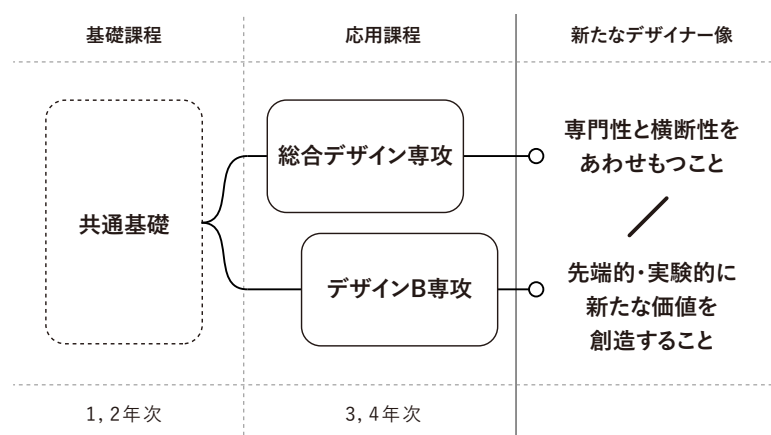 基礎課程
応用課程
新たなデザイナー像
共通基礎
総合デザイン専攻
デザインB専攻
専門性と横断性を
あわせもつこと
先端的・実験的に
新たな価値を
創造すること
1, 2年次
3, 4年次